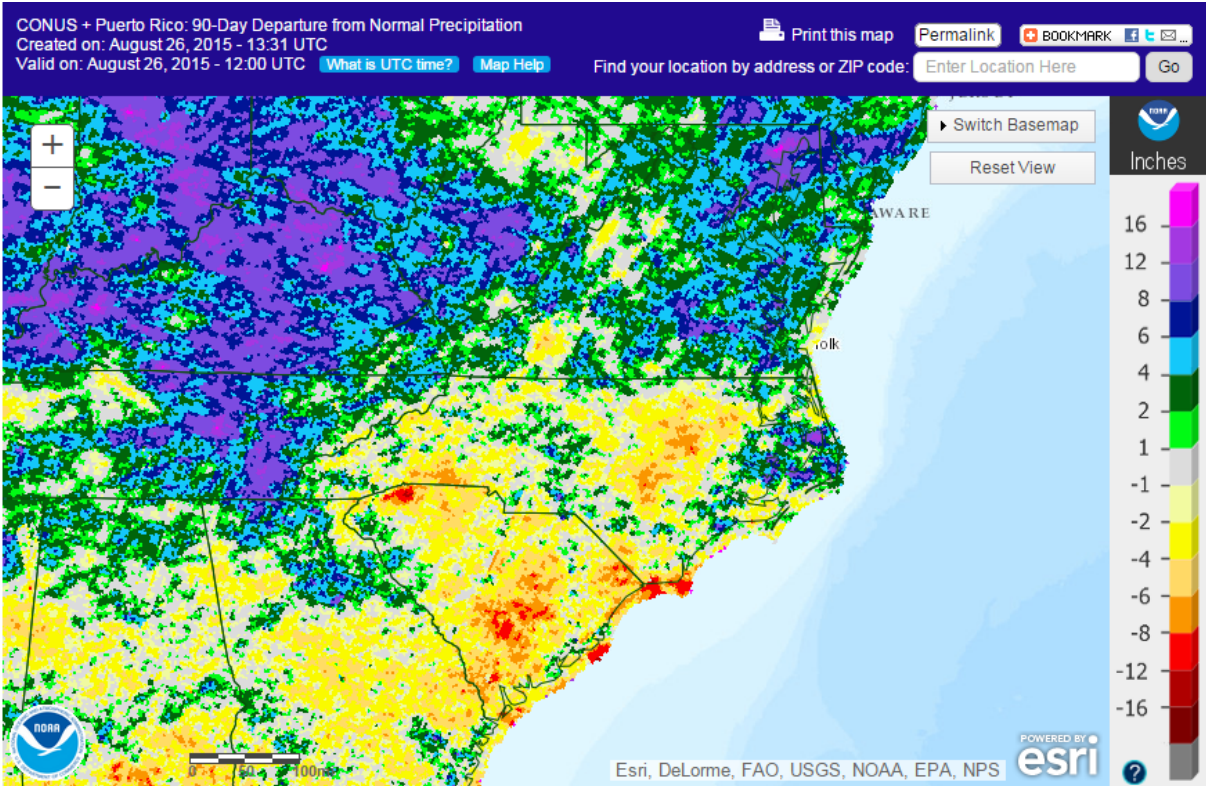 CONUS + Puerto Rico: 90-Day Departure from Normal Precipitation
Created on: August 26, 2015 - 13:31 UTC
Valid on: August 26, 2015 - 12:00 UTC What is UTC time? Map Help
Print this map Permalink BOOKMARK
Find your location by address or ZIP code: Enter Location Here Go
+
−
Switch Basemap
Reset View
AWARE
folk
NOAA
Inches
16
12
8
6
4
2
1
-1
-2
-4
-6
-8
-12
-16
NOAA
0 50 100mi
POWERED BY
esri
Esri, DeLorme, FAO, USGS, NOAA, EPA, NPS
?